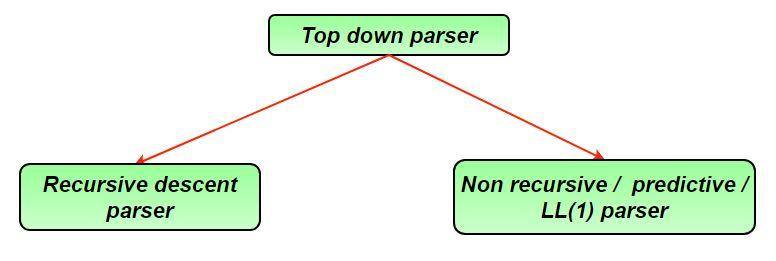 Top down parser
Recursive descent
parser
Non recursive / predictive /
LL(1) parser